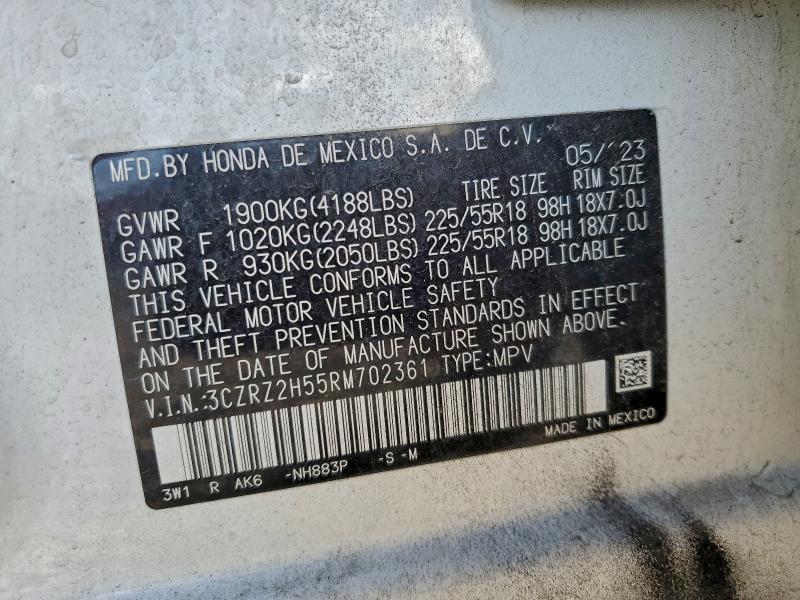 MFD.BY HONDA DE MEXICO S.A. DE C.V. 05/'23
TIRE SIZE RIM SIZE
GVWR 1900KG(4188LBS)
GAWR F 1020KG(2248LBS) 225/55R18 98H 18X7.0J
GAWR R 930KG(2050LBS) 225/55R18 98H 18X7.0J
THIS VEHICLE CONFORMS TO ALL APPLICABLE
FEDERAL MOTOR VEHICLE SAFETY
AND THEFT PREVENTION STANDARDS IN EFFECT
ON THE DATE OF MANUFACTURE SHOWN ABOVE.
V.I.N.:3CZRZ2H55RM702361 TYPE:MPV
MADE IN MEXICO
3W1 R AK6 -NH883P -S -M